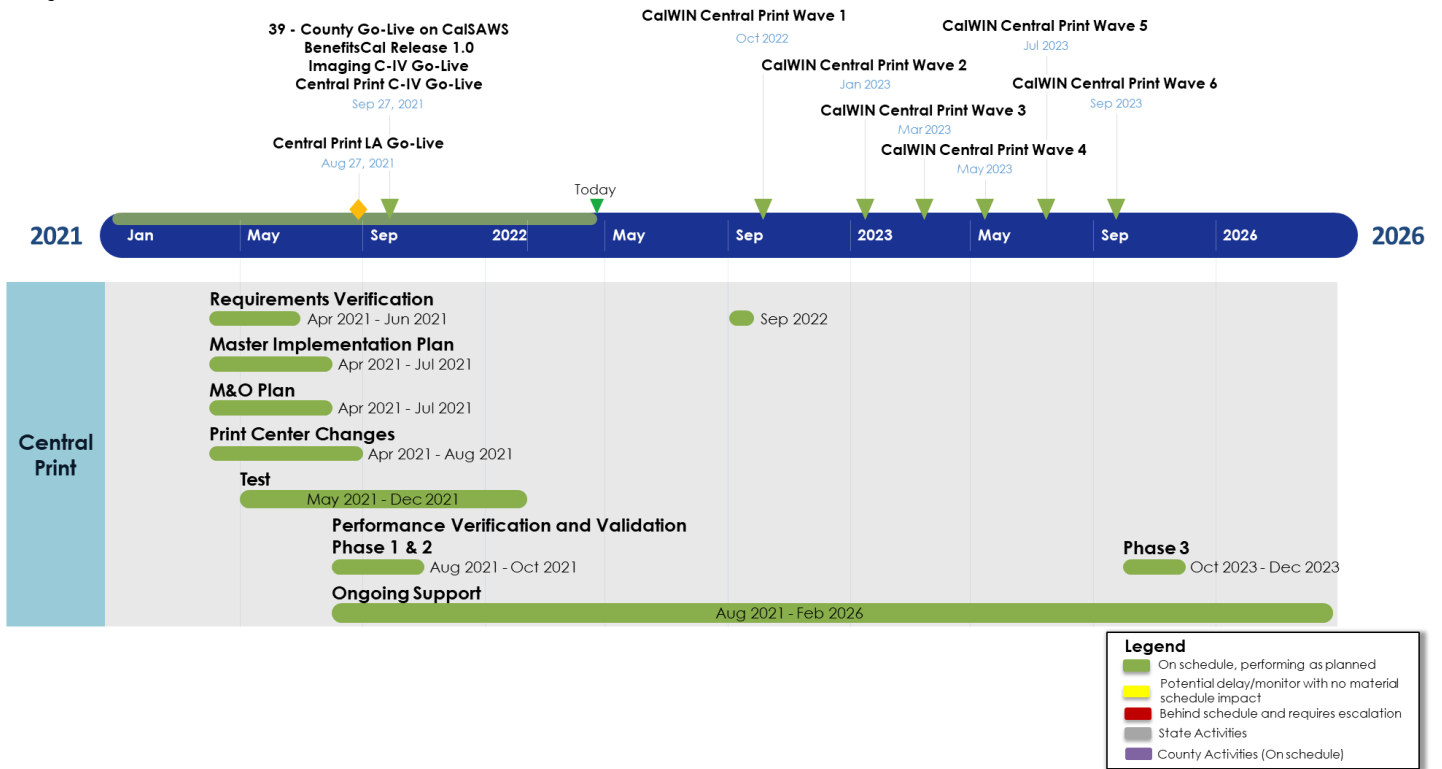 39 - County Go-Live on CalSAWS
BenefitsCal Release 1.0
Imaging C-IV Go-Live
Central Print C-IV Go-Live
Sep 27, 2021
Central Print LA Go-Live
Aug 27, 2021
CalWIN Central Print Wave 1
Oct 2022
CalWIN Central Print Wave 2
Jan 2023
CalWIN Central Print Wave 3
Mar 2023
CalWIN Central Print Wave 4
May 2023
CalWIN Central Print Wave 5
Jul 2023
CalWIN Central Print Wave 6
Sep 2023
Today
2021
Jan
May
Sep
2022
May
Sep
2023
May
Sep
2026
2026
Central
Print
Requirements Verification
Apr 2021 - Jun 2021
Sep 2022
Master Implementation Plan
Apr 2021 - Jul 2021
M&O Plan
Apr 2021 - Jul 2021
Print Center Changes
Apr 2021 - Aug 2021
Test
May 2021 - Dec 2021
Performance Verification and Validation
Phase 1 & 2
Aug 2021 - Oct 2021
Phase 3
Oct 2023 - Dec 2023
Ongoing Support
Aug 2021 - Feb 2026
Legend
On schedule, performing as planned
Potential delay/monitor with no material
schedule impact
Behind schedule and requires escalation
State Activities
County Activities (On schedule)